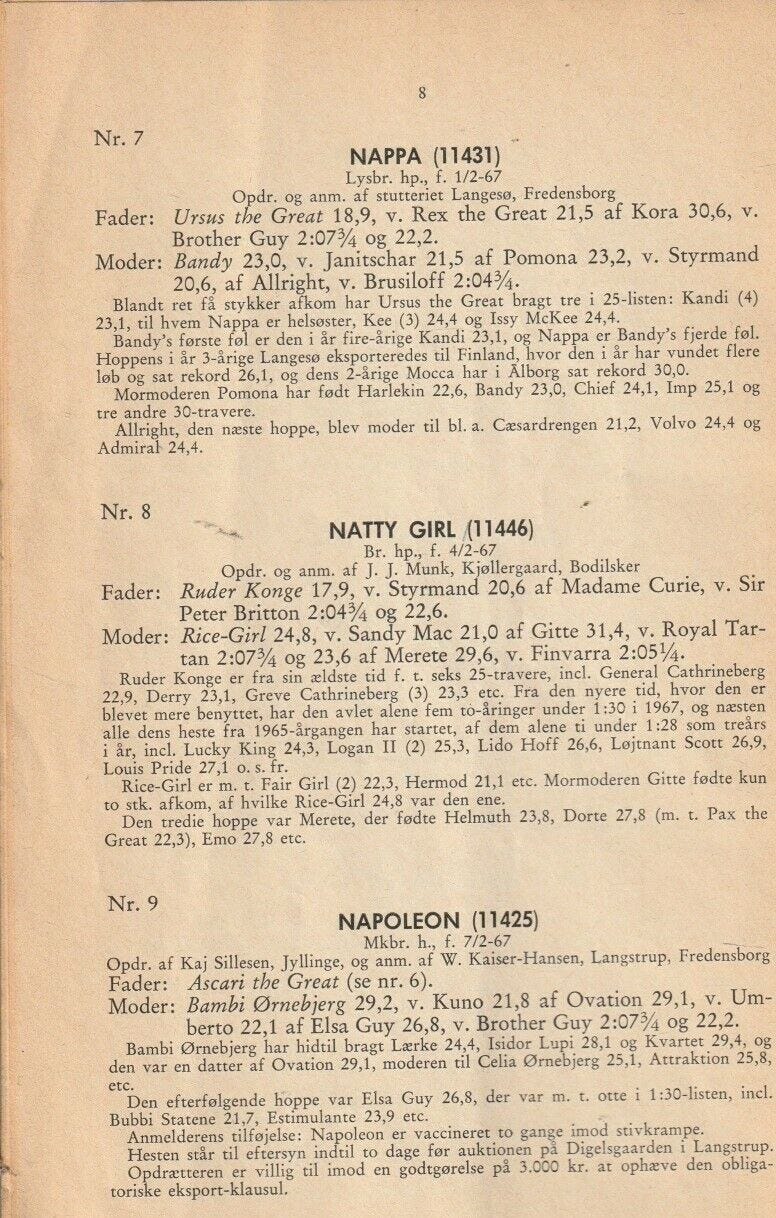 8
Nr. 7
NAPPA (11431)
Lysbr. hp., f. 1/2-67
Opdr. og anm. af stutteriet Langesø, Fredensborg
Fader: Ursus the Great 18,9, v. Rex the Great 21,5 af Kora 30,6, v.
Brother Guy 2:07¾ og 22,2.
Moder: Bandy 23,0, v. Janitschar 21,5 af Pomona 23,2, v. Styrmand
20,6, af Allright, v. Brusiloff 2:04¾.
Blandt ret få stykker afkom har Ursus the Great bragt tre i 25-listen: Kandi (4)
23,1, til hvem Nappa er helsøster, Kee (3) 24,4 og Issy McKee 24,4.
Bandy's første føl er den i år fire-årige Kandi 23,1, og Nappa er Bandy's fjerde føl.
Hoppens i år 3-årige Langesø eksporteredes til Finland, hvor den i år har vundet flere
løb og sat rekord 26,1, og dens 2-årige Mocca har i Ålborg sat rekord 30,0.
Mormoderen Pomona har født Harlekin 22,6, Bandy 23,0, Chief 24,1, Imp 25,1 og
tre andre 30-travere.
Allright, den næste hoppe, blev moder til bl. a. Cæsardrengen 21,2, Volvo 24,4 og
Admiral 24,4.
Nr. 8
NATTY GIRL (11446)
Br. hp., f. 4/2-67
Opdr. og anm. af J. J. Munk, Kjøllergaard, Bodilsker
Fader: Ruder Konge 17,9, v. Styrmand 20,6 af Madame Curie, v. Sir
Peter Britton 2:04¾ og 22,6.
Moder: Rice-Girl 24,8, v. Sandy Mac 21,0 af Gitte 31,4, v. Royal Tar-
tan 2:07¾ og 23,6 af Merete 29,6, v. Finvarra 2:05¼.
Ruder Konge er fra sin ældste tid f. t. seks 25-travere, incl. General Cathrineberg
22,9, Derry 23,1, Greve Cathrineberg (3) 23,3 etc. Fra den nyere tid, hvor den er
blevet mere benyttet, har den avlet alene fem to-åringer under 1:30 i 1967, og næsten
alle dens heste fra 1965-årgangen har startet, af dem alene ti under 1:28 som treårs
i år, incl. Lucky King 24,3, Logan II (2) 25,3, Lido Hoff 26,6, Løjtnant Scott 26,9,
Louis Pride 27,1 o. s. fr.
Rice-Girl er m. t. Fair Girl (2) 22,3, Hermod 21,1 etc. Mormoderen Gitte fødte kun
to stk. afkom, af hvilke Rice-Girl 24,8 var den ene.
Den tredie hoppe var Merete, der fødte Helmuth 23,8, Dorte 27,8 (m. t. Pax the
Great 22,3), Emo 27,8 etc.
Nr. 9
NAPOLEON (11425)
Mkbr. h., f. 7/2-67
Opdr. af Kaj Sillesen, Jyllinge, og anm. af W. Kaiser-Hansen, Langstrup, Fredensborg
Fader: Ascari the Great (se nr. 6).
Moder: Bambi Ørnebjerg 29,2, v. Kuno 21,8 af Ovation 29,1, v. Um-
berto 22,1 af Elsa Guy 26,8, v. Brother Guy 2:07¾ og 22,2.
Bambi Ørnebjerg har hidtil bragt Lærke 24,4, Isidor Lupi 28,1 og Kvartet 29,4, og
den var en datter af Ovation 29,1, moderen til Celia Ørnebjerg 25,1, Attraktion 25,8,
etc.
Den efterfølgende hoppe var Elsa Guy 26,8, der var m. t. otte i 1:30-listen, incl.
Bubbi Statene 21,7, Estimulante 23,9 etc.
Anmelderens tilføjelse: Napoleon er vaccineret to gange imod stivkrampe.
Hesten står til eftersyn indtil to dage før auktionen på Digelsgaarden i Langstrup.
Opdrætteren er villig til imod en godtgørelse på 3.000 kr. at ophæve den obliga-
toriske eksport-klausul.